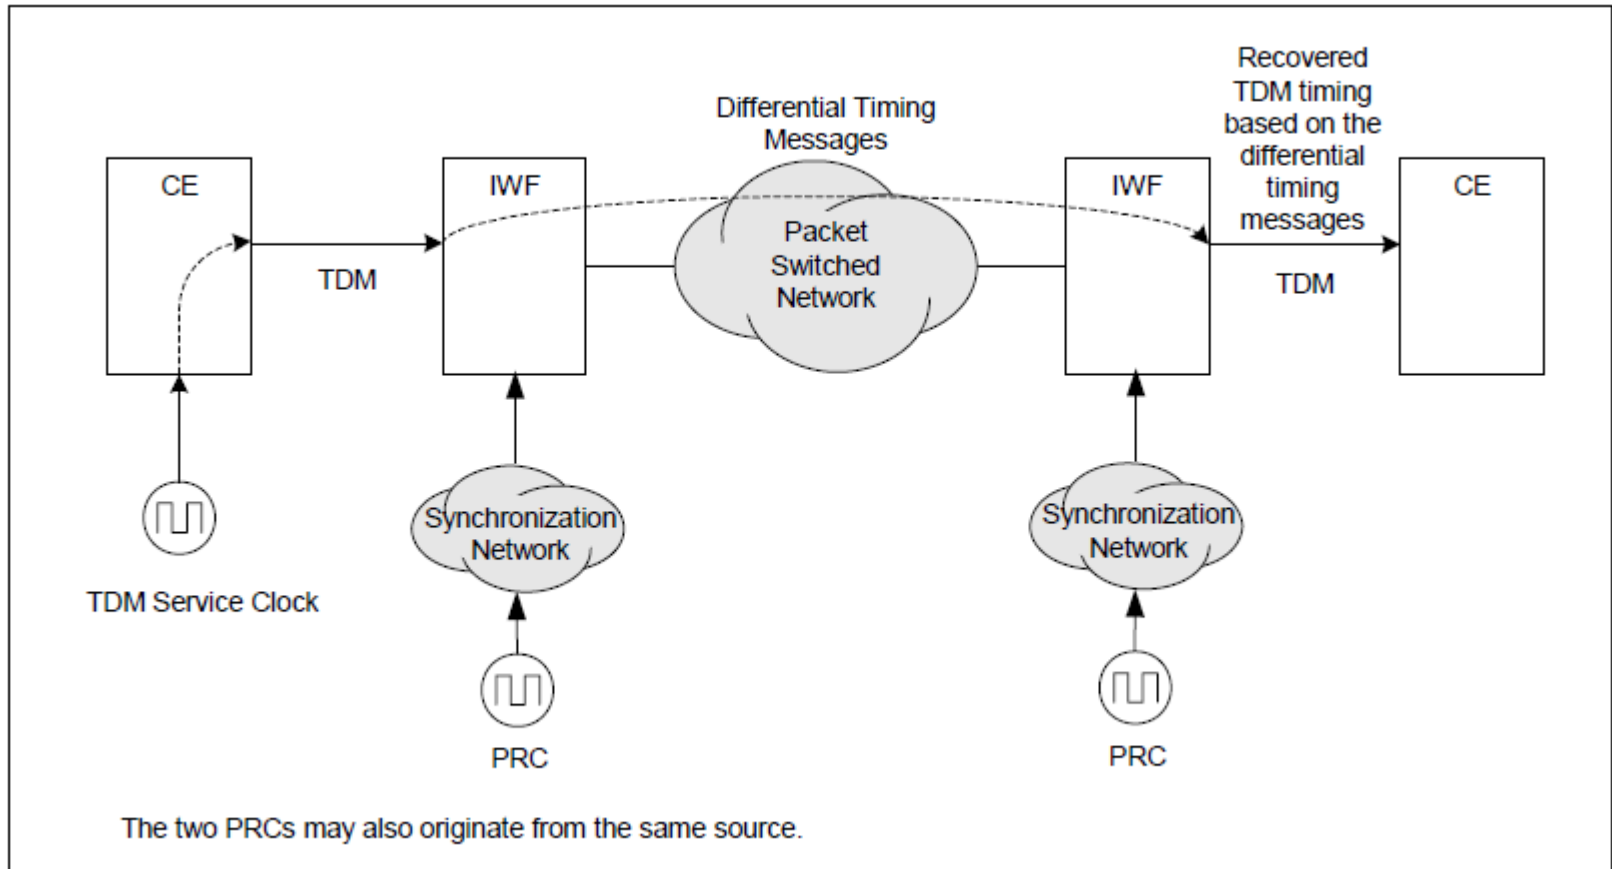 Recovered
TDM timing
based on the
differential
timing
messages
Differential Timing
Messages
CE
IWF
IWF
CE
Packet
Switched
Network
TDM
TDM
Synchronization
Network
Synchronization
Network
TDM Service Clock
PRC
PRC
The two PRCs may also originate from the same source.